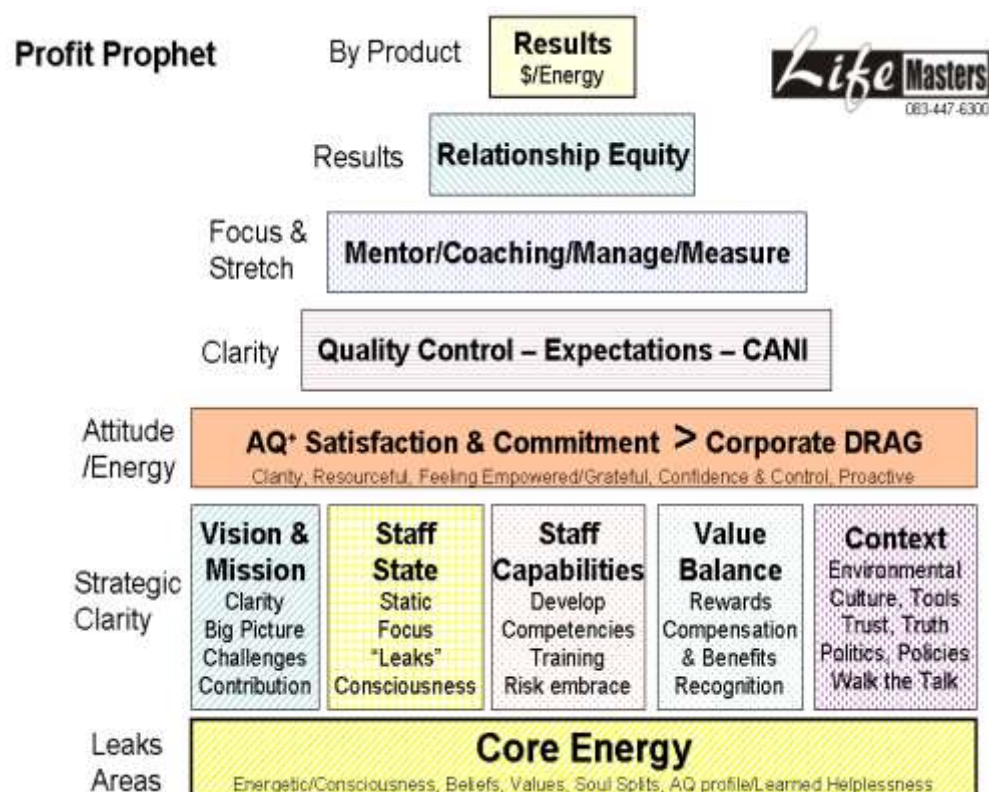 Profit Prophet
By Product
Results
$/Energy
Life Masters
083-447-6300
Results
Relationship Equity
Focus &
Stretch
Mentor/Coaching/Manage/Measure
Clarity
Quality Control – Expectations – CANI
Attitude
/Energy
AQ+ Satisfaction & Commitment > Corporate DRAG
Clarity, Resourceful, Feeling Empowered/Grateful, Confidence & Control, Proactive
Strategic
Clarity
Vision &
Mission
Clarity
Big Picture
Challenges
Contribution
Staff
State
Static
Focus
"Leaks"
Consciousness
Staff
Capabilities
Develop
Competencies
Training
Risk embrace
Value
Balance
Rewards
Compensation
& Benefits
Recognition
Context
Environmental
Culture, Tools
Trust, Truth
Politics, Policies
Walk the Talk
Leaks
Areas
Core Energy
Energetic/Consciousness, Beliefs, Values, Soul Splits, AQ profile/Learned Helplessness